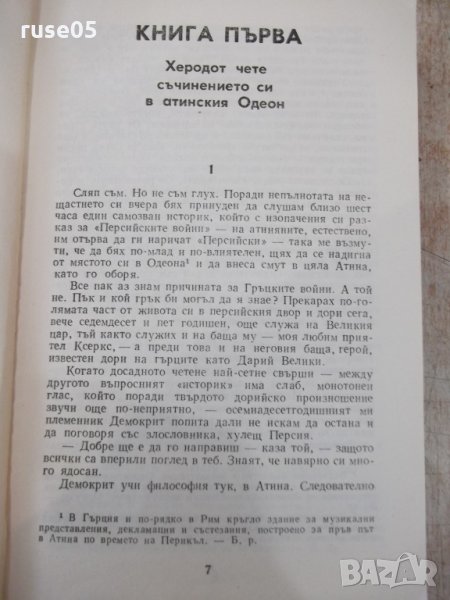 ruse05
КНИГА ПЪРВА
Херодот чете
съчинението си
в атинския Одеон
1
Сляп съм. Но не съм глух. Поради непълнотата на не-
щастието си вчера бях принуден да слушам близо шест
часа един самозван историк, който с изопачения си раз-
каз за «Персийските войни» — на атиняните, естествено,
им отърва да ги наричат «Персийски» — така ме възму-
ти, че да бях по-млад и по-влиятелен, щях да се надигна
от мястото си в Одеона¹ и да внеса смут в цяла Атина,
като го оборя.
Все пак аз знам причината за Гръцките войни. А той
не. Пък и кой грък би могъл да я знае? Прекарах по-го-
лямата част от живота си в персийския двор и дори сега,
вече седемдесет и пет годишен, още служа на Великия
цар, тъй както служих и на баща му — моя любим прия-
тел Ксеркс, — а преди това и на неговия баща, герой,
известен дори на гърците като Дарий Велики.
Когато досадното четене най-сетне свърши — между
другото въпросният «историк» има слаб, монотонен
глас, който поради твърдото дорийско произношение
звучи още по-неприятно, — осемнадесетгодишният ми
племенник Демокрит попита дали не искам да остана и
да поговоря със злословника, хулещ Персия.
— Добре ще е да го направиш — каза той, — защото
всички са вперили поглед в теб. Знаят, че навярно си мно-
го ядосан.
Демокрит учи философия тук, в Атина. Следователно
¹ В Гърция и по-рядко в Рим кръгло здание за музикални
представления, декламации и състезания, построено за пръв път
в Атина по времето на Перикъл. — Б. р.
7
BAZAR
.bg